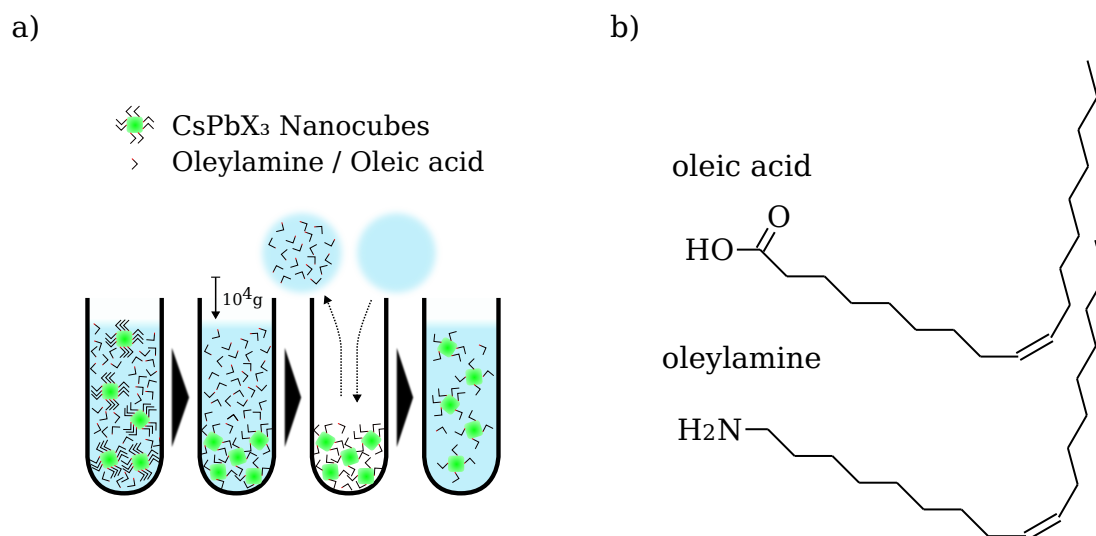 a)
CsPbX₃ Nanocubes
Oleylamine / Oleic acid
10⁴g
b)
oleic acid
O
HO
oleylamine
H2N